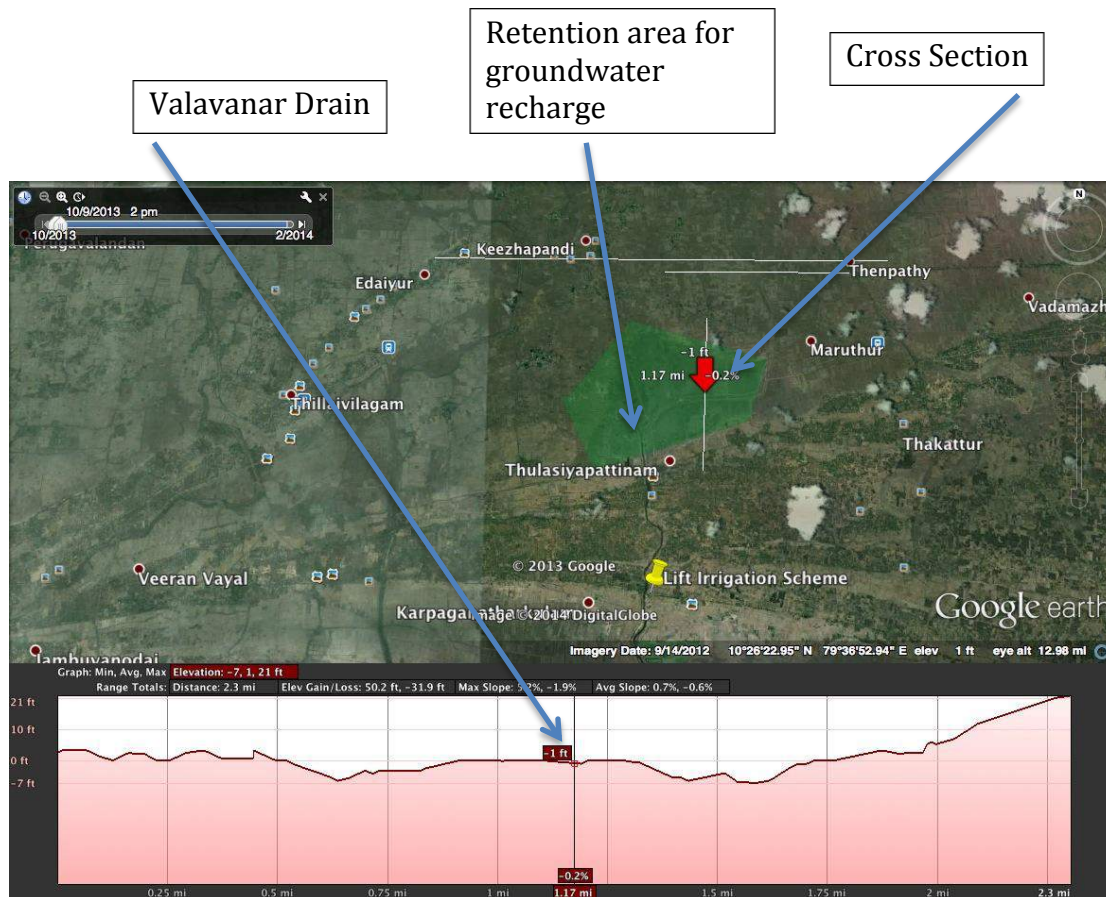 Retention area for
groundwater
recharge
Cross Section
Valavanar Drain
10/9/2013 2 pm
10/2013
2/2014
N
Perugavalandan
Keezhapandi
Edaiyur
Thenpathy
Vadamazh
-1 ft
Maruthur
1.17 mi
-0.2%
Thillaivilagam
Thakattur
Thulasiyapattinam
© 2013 Google
Veeran Vayal
Lift Irrigation Scheme
Image © 2014 DigitalGlobe
Google earth
Jambuvanodai
Imagery Date: 9/14/2012 10°26'22.95" N 79°36'52.94" E elev 1 ft eye alt 12.98 mi
Graph: Min, Avg, Max Elevation: -7, 1, 21 ft
Range Totals: Distance: 2.3 mi Elev Gain/Loss: 50.2 ft, -31.9 ft Max Slope: -1.9% Avg Slope: 0.7%, -0.6%
21 ft
10 ft
-1 ft
0 ft
-7 ft
-0.2%
0.25 mi 0.5 mi 0.75 mi 1 mi 1.17 mi 1.5 mi 1.75 mi 2 mi 2.3 mi